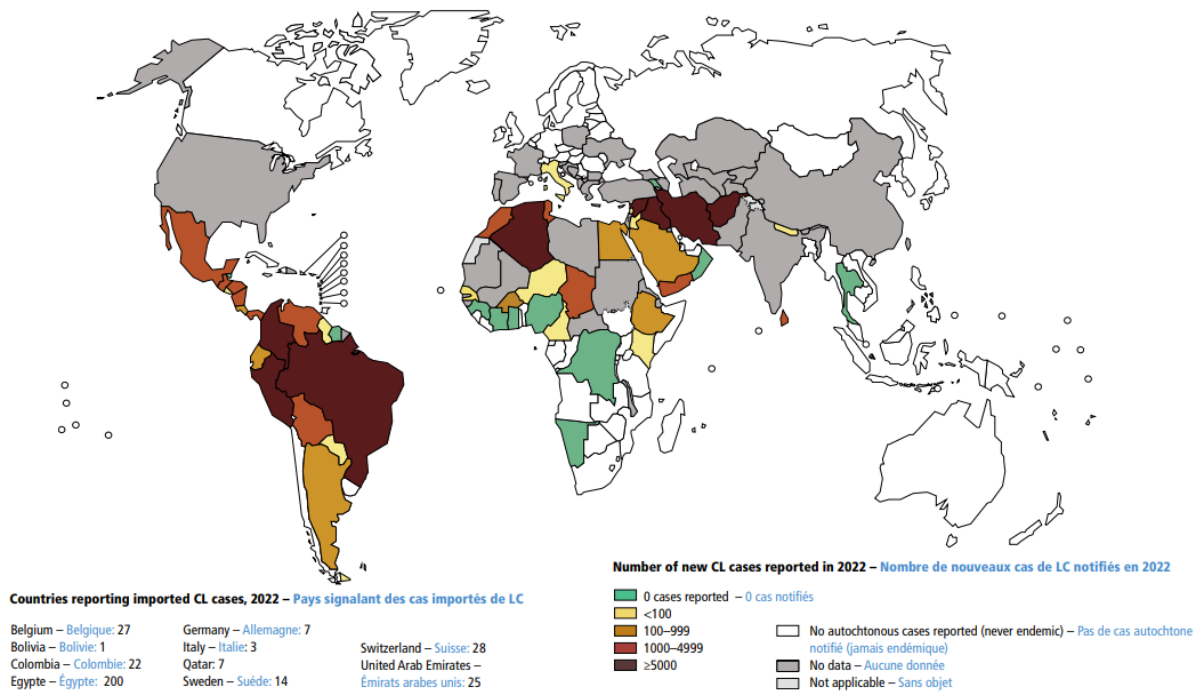 Number of new CL cases reported in 2022 – Nombre de nouveaux cas de LC notifiés en 2022
0 cases reported – 0 cas notifiés
<100
100–999
1000–4999
≥5000
No autochtonous cases reported (never endemic) – Pas de cas autochtone
notifié (jamais endémique)
No data – Aucune donnée
Not applicable – Sans objet
Countries reporting imported CL cases, 2022 – Pays signalant des cas importés de LC
Belgium – Belgique: 27
Bolivia – Bolivie: 1
Colombia – Colombie: 22
Egypte – Égypte: 200
Germany – Allemagne: 7
Italy – Italie: 3
Qatar: 7
Sweden – Suéde: 14
Switzerland – Suisse: 28
United Arab Emirates –
Émirats arabes unis: 25